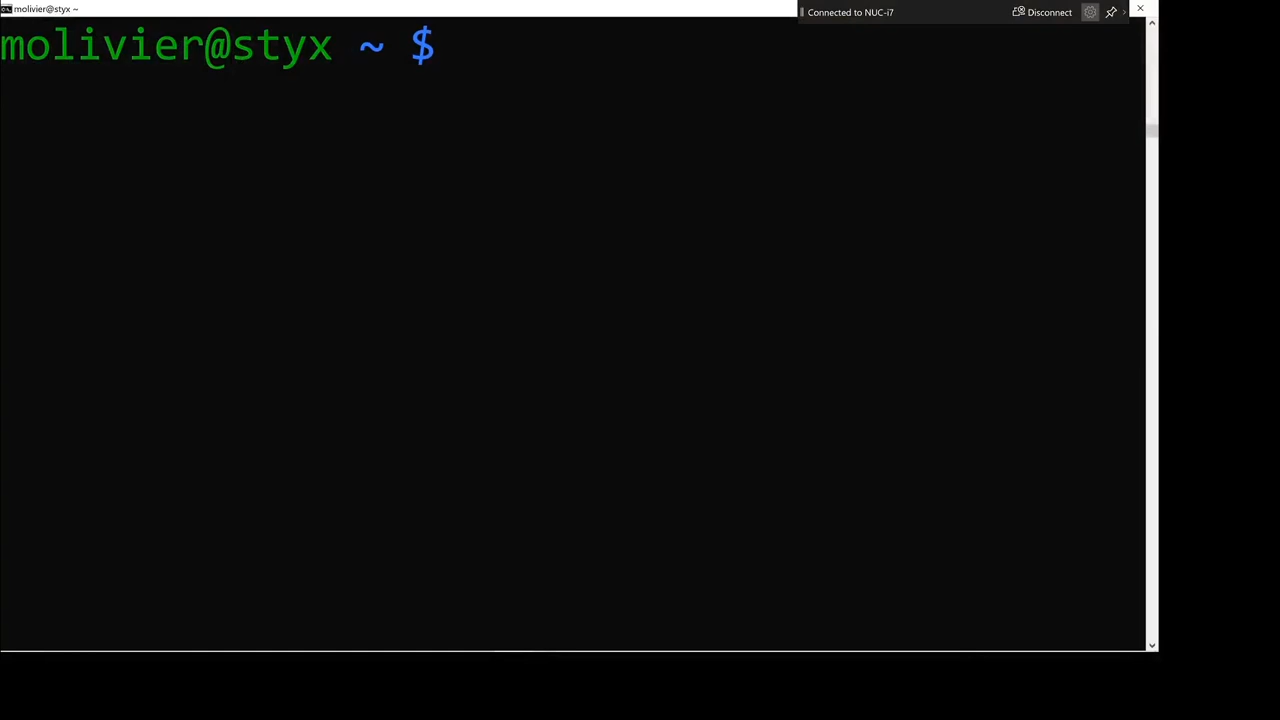 molivier@styx ~
Connected to NUC-i7
Disconnect
molivier@styx ~ $